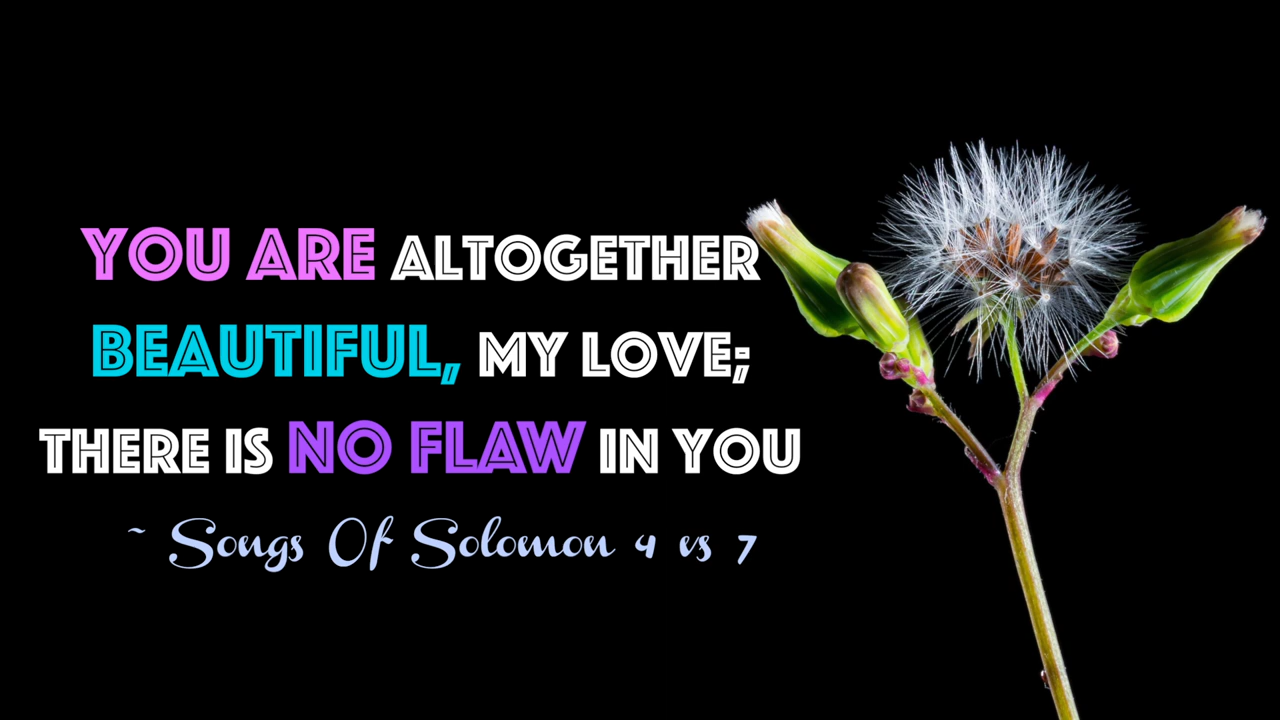 YOU ARE ALTOGETHER
BEAUTIFUL, MY LOVE;
THERE IS NO FLAW IN YOU
~ Songs Of Solomon 4 vs 7